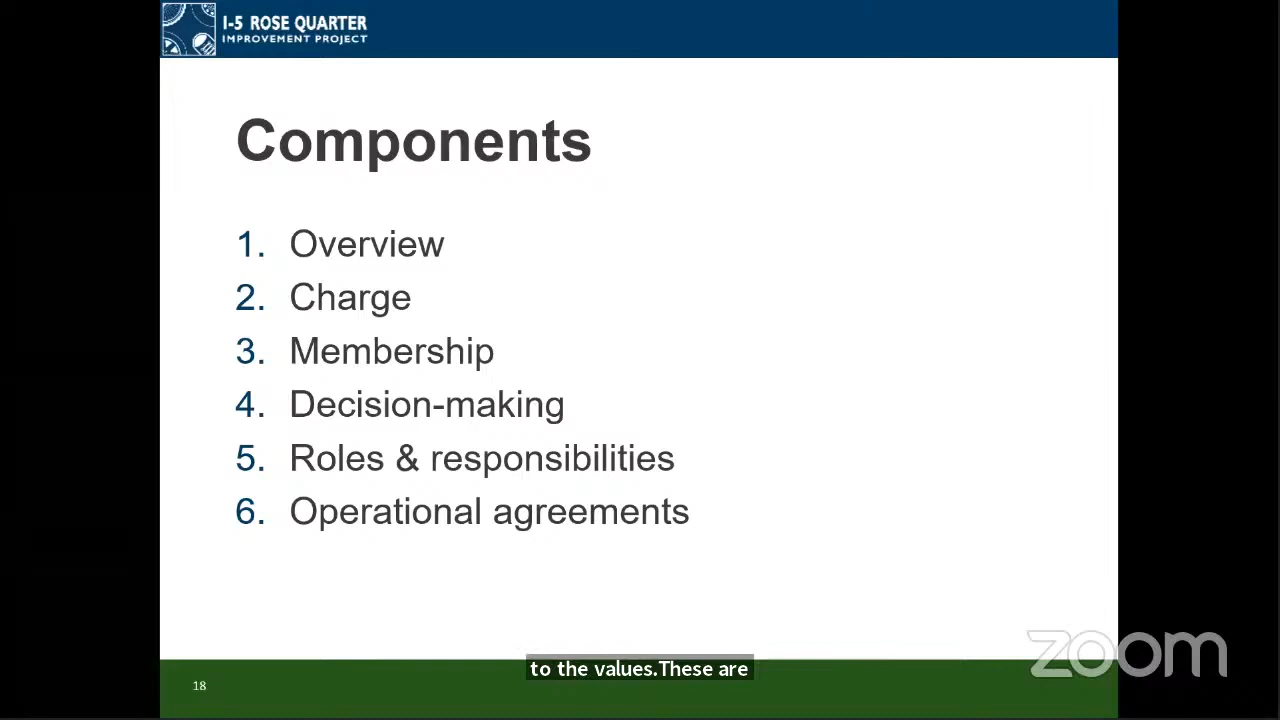 I-5 ROSE QUARTER
IMPROVEMENT PROJECT
Components
1. Overview
2. Charge
3. Membership
4. Decision-making
5. Roles & responsibilities
6. Operational agreements
to the values.These are
18
zoom